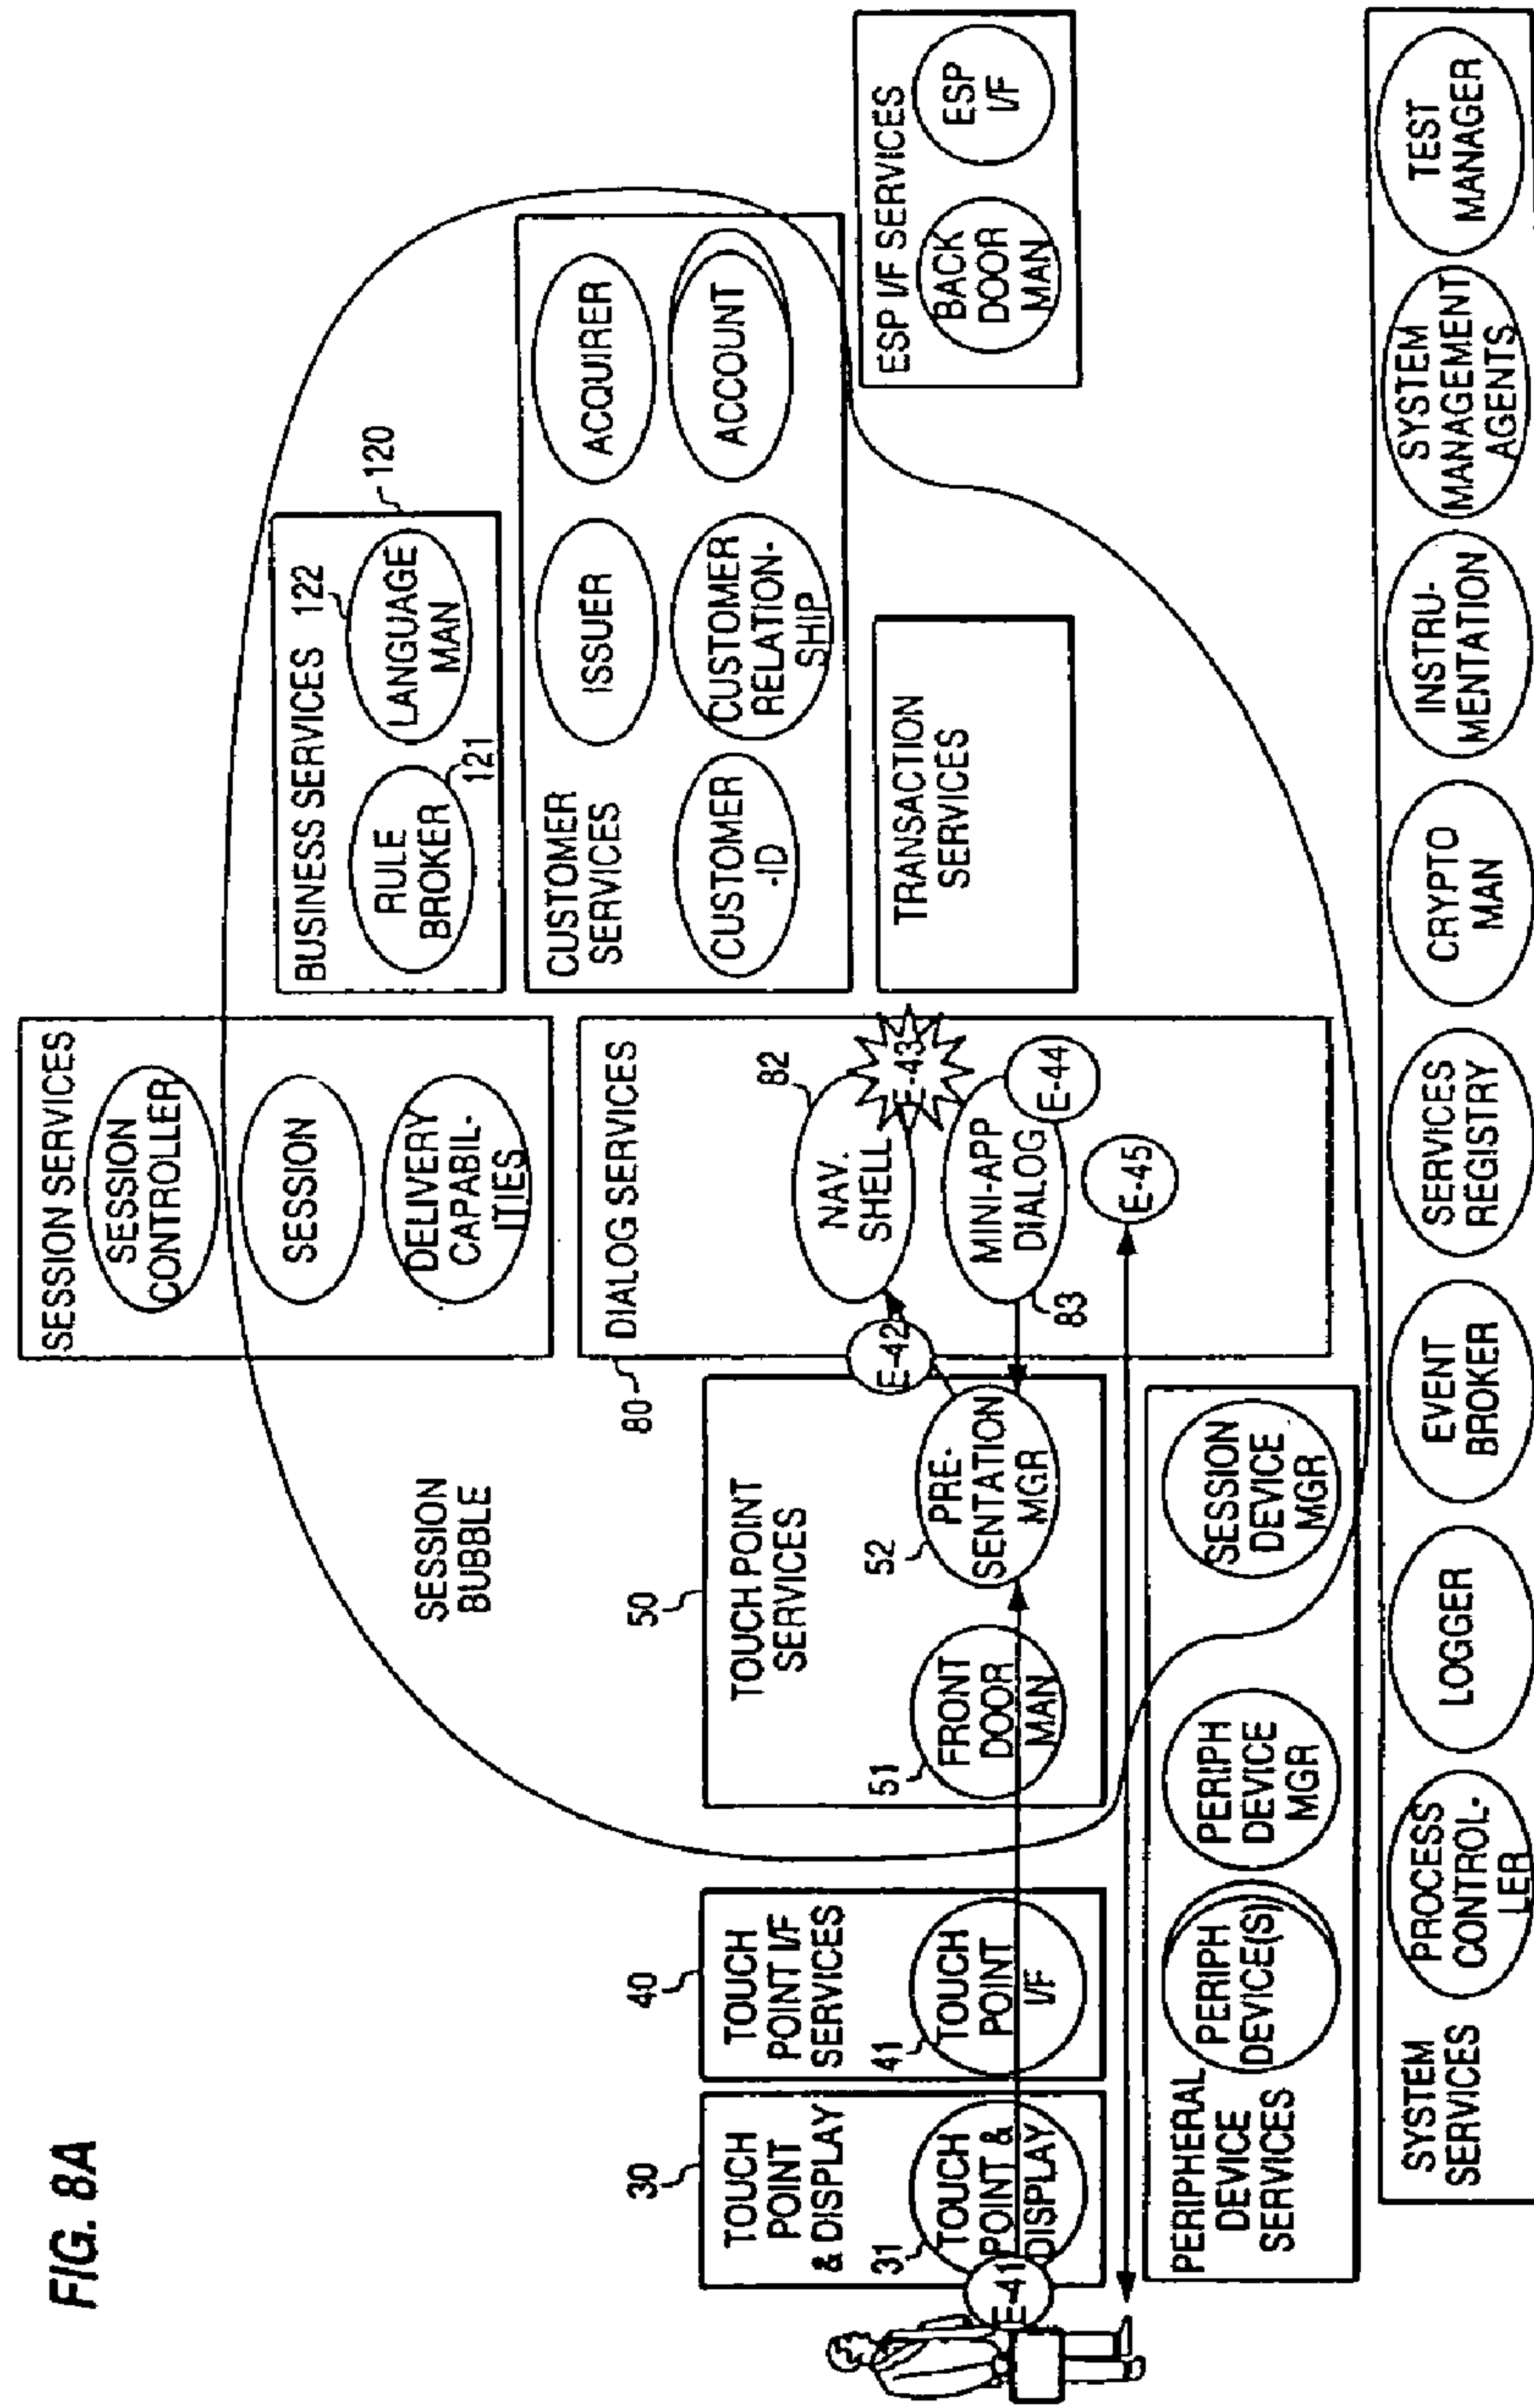 FIG. 8A
SESSION SERVICES
SESSION
CONTROLLER
SESSION
DELIVERY
CAPABIL-
ITIES
SESSION
BUBBLE
BUSINESS SERVICES
120
RULE
BROKER
121
122
LANGUAGE
MAN
CUSTOMER
SERVICES
ISSUER
ACQUIRER
CUSTOMER
-ID
CUSTOMER
RELATION-
SHIP
ACCOUNT
TRANSACTION
SERVICES
ESP I/F SERVICES
BACK
DOOR
MAN
ESP
I/F
80
DIALOG SERVICES
82
NAV.
SHELL
E-42
E-43
MINI-APP
DIALOG
83
E-44
E-45
50
TOUCH POINT
SERVICES
51
FRONT
DOOR
MAN
52
PRE-
SENTATION
MGR
40
TOUCH
POINT I/F
SERVICES
41
TOUCH
POINT
I/F
30
TOUCH
POINT
& DISPLAY
31
TOUCH
POINT &
DISPLAY
E-41
PERIPHERAL
DEVICE
SERVICES
PERIPH
DEVICE(S)
PERIPH
DEVICE
MGR
SESSION
DEVICE
MGR
SYSTEM
SERVICES
PROCESS
CONTROL-
LER
LOGGER
EVENT
BROKER
SERVICES
REGISTRY
CRYPTO
MAN
INSTRU-
MENTATION
SYSTEM
MANAGEMENT
AGENTS
TEST
MANAGER